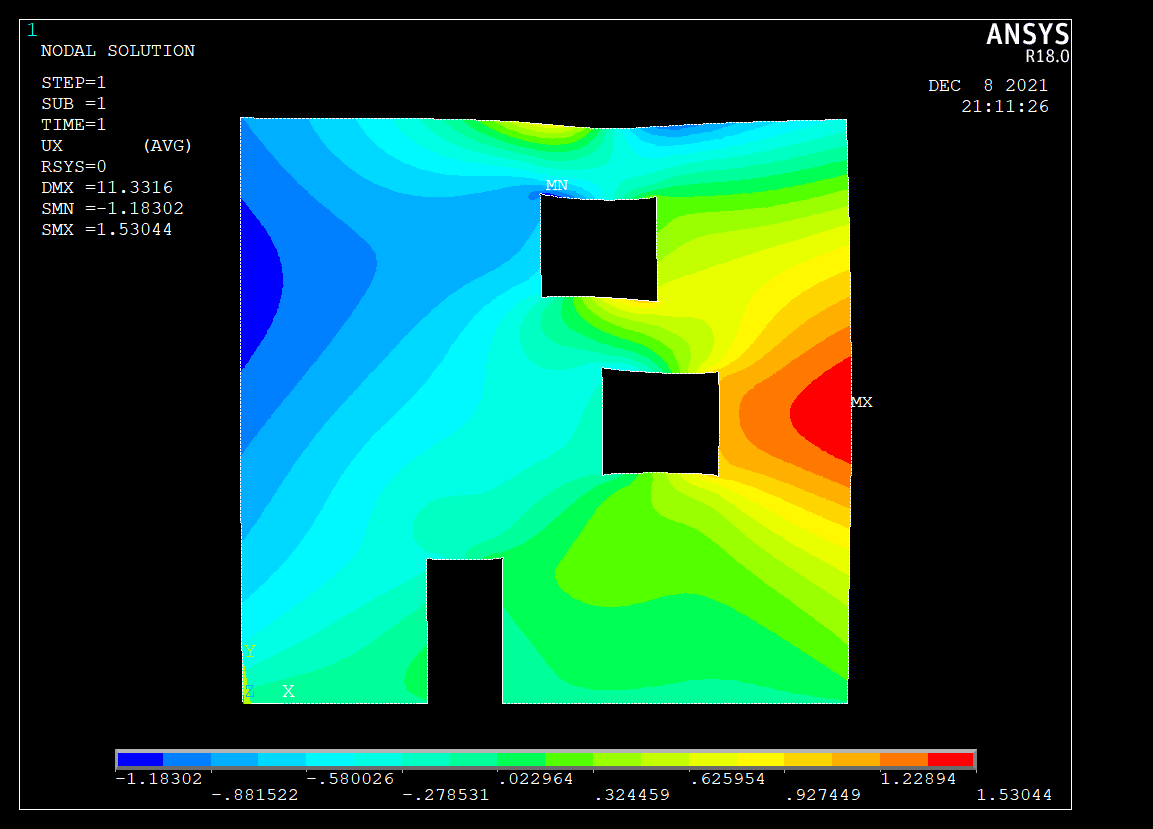 1
ANSYS
R18.0
NODAL SOLUTION
STEP=1
SUB =1
TIME=1
UX (AVG)
RSYS=0
DMX =11.3316
SMN =-1.18302
SMX =1.53044
DEC 8 2021
21:11:26
MN
MX
Y
Z X
-1.18302 -.580026 .022964 .625954 1.22894
-.881522 -.278531 .324459 .927449 1.53044